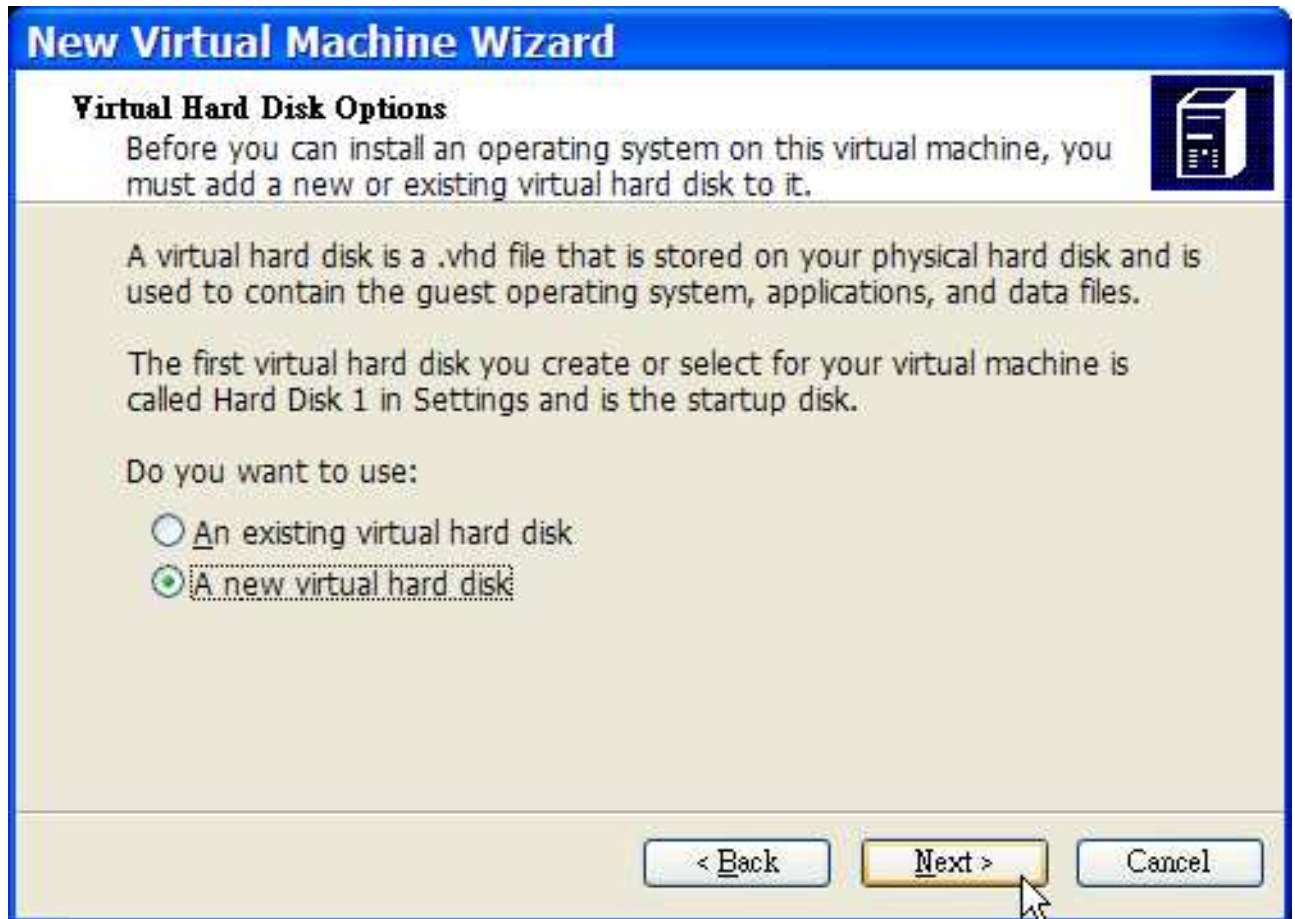 New Virtual Machine Wizard
Virtual Hard Disk Options
Before you can install an operating system on this virtual machine, you
must add a new or existing virtual hard disk to it.
A virtual hard disk is a .vhd file that is stored on your physical hard disk and is
used to contain the guest operating system, applications, and data files.
The first virtual hard disk you create or select for your virtual machine is
called Hard Disk 1 in Settings and is the startup disk.
Do you want to use:
An existing virtual hard disk
A new virtual hard disk
< Back
Next >
Cancel